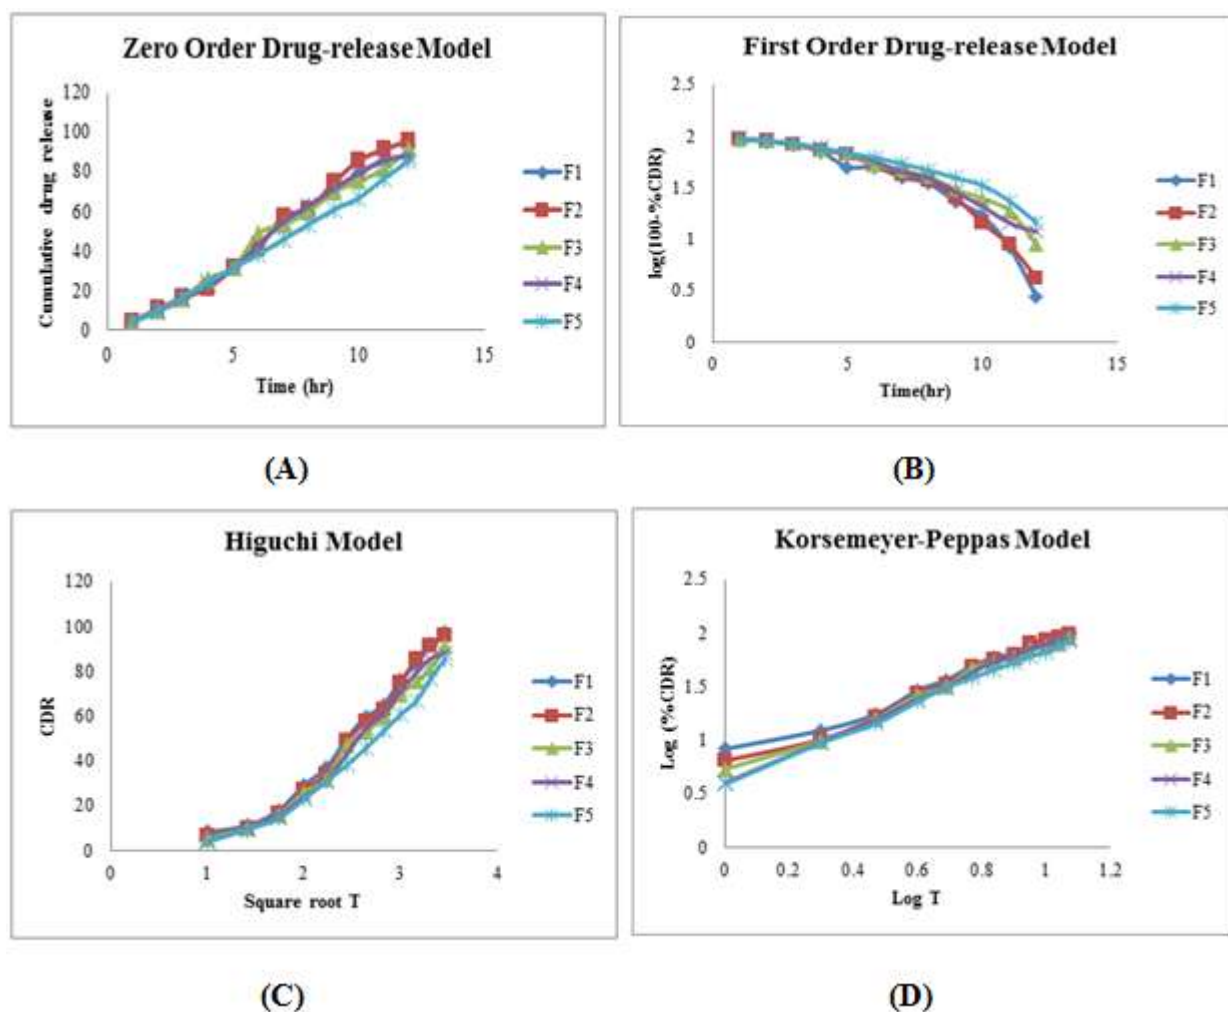 Zero Order Drug-release Model
Cumulative drug release
120
100
80
60
40
20
0
0 5 10 15
Time (hr)
F1
F2
F3
F4
F5
(A)
First Order Drug-release Model
log(100-%CDR)
2.5
2
1.5
1
0.5
0
0 5 10 15
Time(hr)
F1
F2
F3
F4
F5
(B)
Higuchi Model
CDR
120
100
80
60
40
20
0
0 1 2 3 4
Square root T
F1
F2
F3
F4
F5
(C)
Korsemeyer-Peppas Model
Log (%CDR)
2.5
2
1.5
1
0.5
0
0 0.2 0.4 0.6 0.8 1 1.2
Log T
F1
F2
F3
F4
F5
(D)